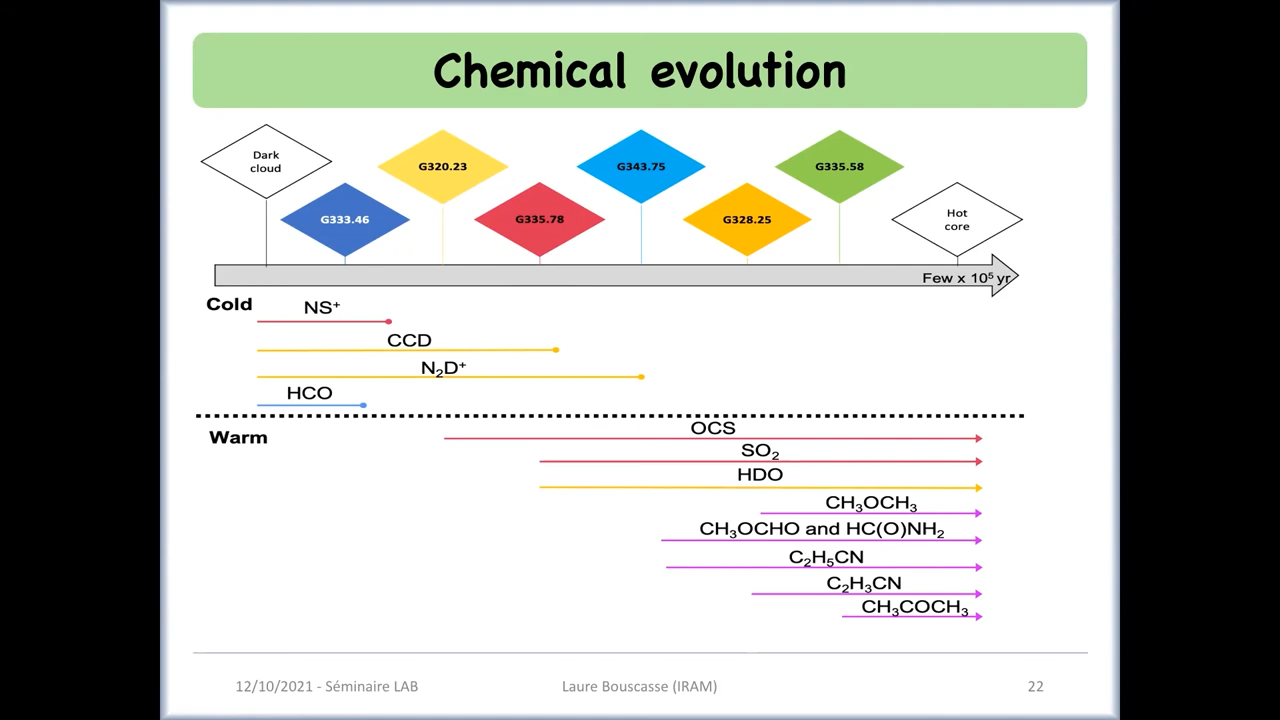 Chemical evolution
Dark
cloud
G320.23
G343.75
G335.58
G333.46
G335.78
G328.25
Hot
core
Few x 10⁵ yr
Cold
NS⁺
CCD
N₂D⁺
HCO
Warm
OCS
SO₂
HDO
CH₃OCH₃
CH₃OCHO and HC(O)NH₂
C₂H₅CN
C₂H₃CN
CH₃COCH₃
12/10/2021 - Séminaire LAB
Laure Bouscasse (IRAM)
22